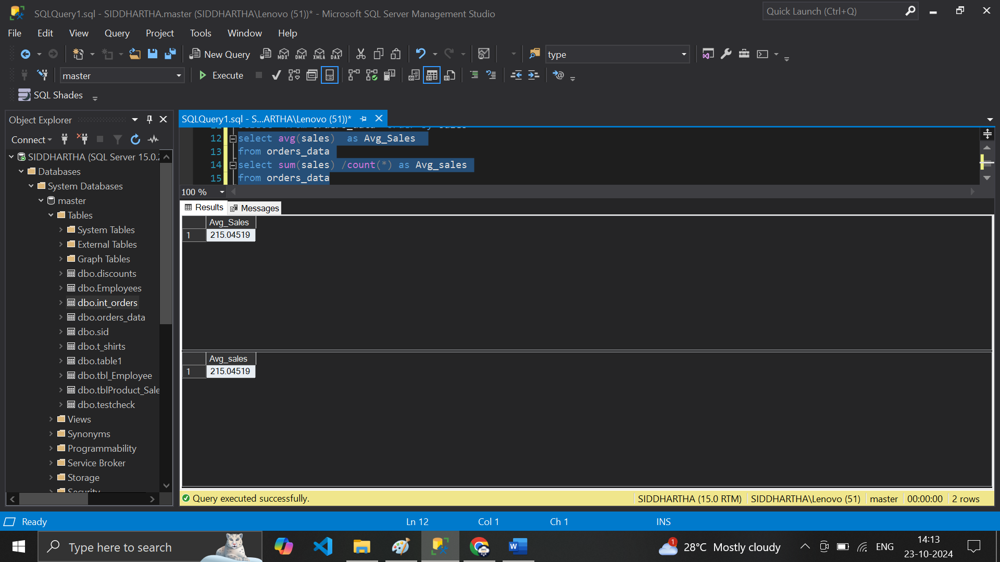 SQLQuery1.sql - SIDDHARTHA.master (SIDDHARTHA\Lenovo (51))* - Microsoft SQL Server Management Studio
Quick Launch (Ctrl+Q)
File Edit View Query Project Tools Window Help
New Query MDX DMX XMLA DAX type
master Execute
SQL Shades
Object Explorer
Connect
SIDDHARTHA (SQL Server 15.0.2
Databases
System Databases
master
Tables
System Tables
External Tables
Graph Tables
dbo.discounts
dbo.Employees
dbo.int_orders
dbo.orders_data
dbo.sid
dbo.t_shirts
dbo.table1
dbo.tbl_Employee
dbo.tblProduct_Sale
dbo.testcheck
Views
Synonyms
Programmability
Service Broker
Storage
Security
SQLQuery1.sql - S...ARTHA\Lenovo (51))*
12 select avg(sales)  as Avg_Sales
13 from orders_data
14 select sum(sales) /count(*) as Avg_sales
15 from orders_data
100 %
Results Messages
Avg_Sales
1 215.04519
Avg_sales
1 215.04519
Query executed successfully. SIDDHARTHA (15.0 RTM) SIDDHARTHA\Lenovo (51) master 00:00:00 2 rows
Ready Ln 12 Col 1 Ch 1 INS
Type here to search
1 28°C Mostly cloudy ENG
14:13
23-10-2024